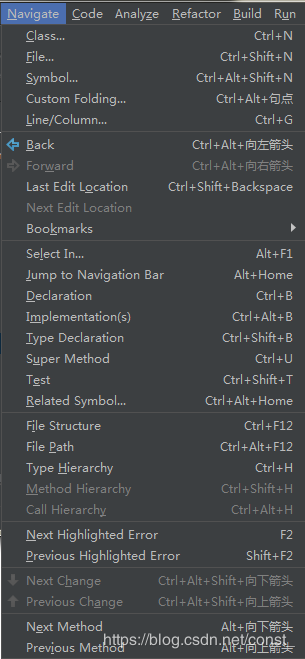 Navigate Code Analyze Refactor Build Run
Class... Ctrl+N
File... Ctrl+Shift+N
Symbol... Ctrl+Alt+Shift+N
Custom Folding... Ctrl+Alt+句点
Line/Column... Ctrl+G
Back Ctrl+Alt+向左箭头
Forward Ctrl+Alt+向右箭头
Last Edit Location Ctrl+Shift+Backspace
Next Edit Location
Bookmarks
Select In... Alt+F1
Jump to Navigation Bar Alt+Home
Declaration Ctrl+B
Implementation(s) Ctrl+Alt+B
Type Declaration Ctrl+Shift+B
Super Method Ctrl+U
Test Ctrl+Shift+T
Related Symbol... Ctrl+Alt+Home
File Structure Ctrl+F12
File Path Ctrl+Alt+F12
Type Hierarchy Ctrl+H
Method Hierarchy Ctrl+Shift+H
Call Hierarchy Ctrl+Alt+H
Next Highlighted Error F2
Previous Highlighted Error Shift+F2
Next Change Ctrl+Alt+Shift+向下箭头
Previous Change Ctrl+Alt+Shift+向上箭头
Next Method Alt+向下箭头
https://blog.csdn.net/const_
Previous Method Alt+向上箭头